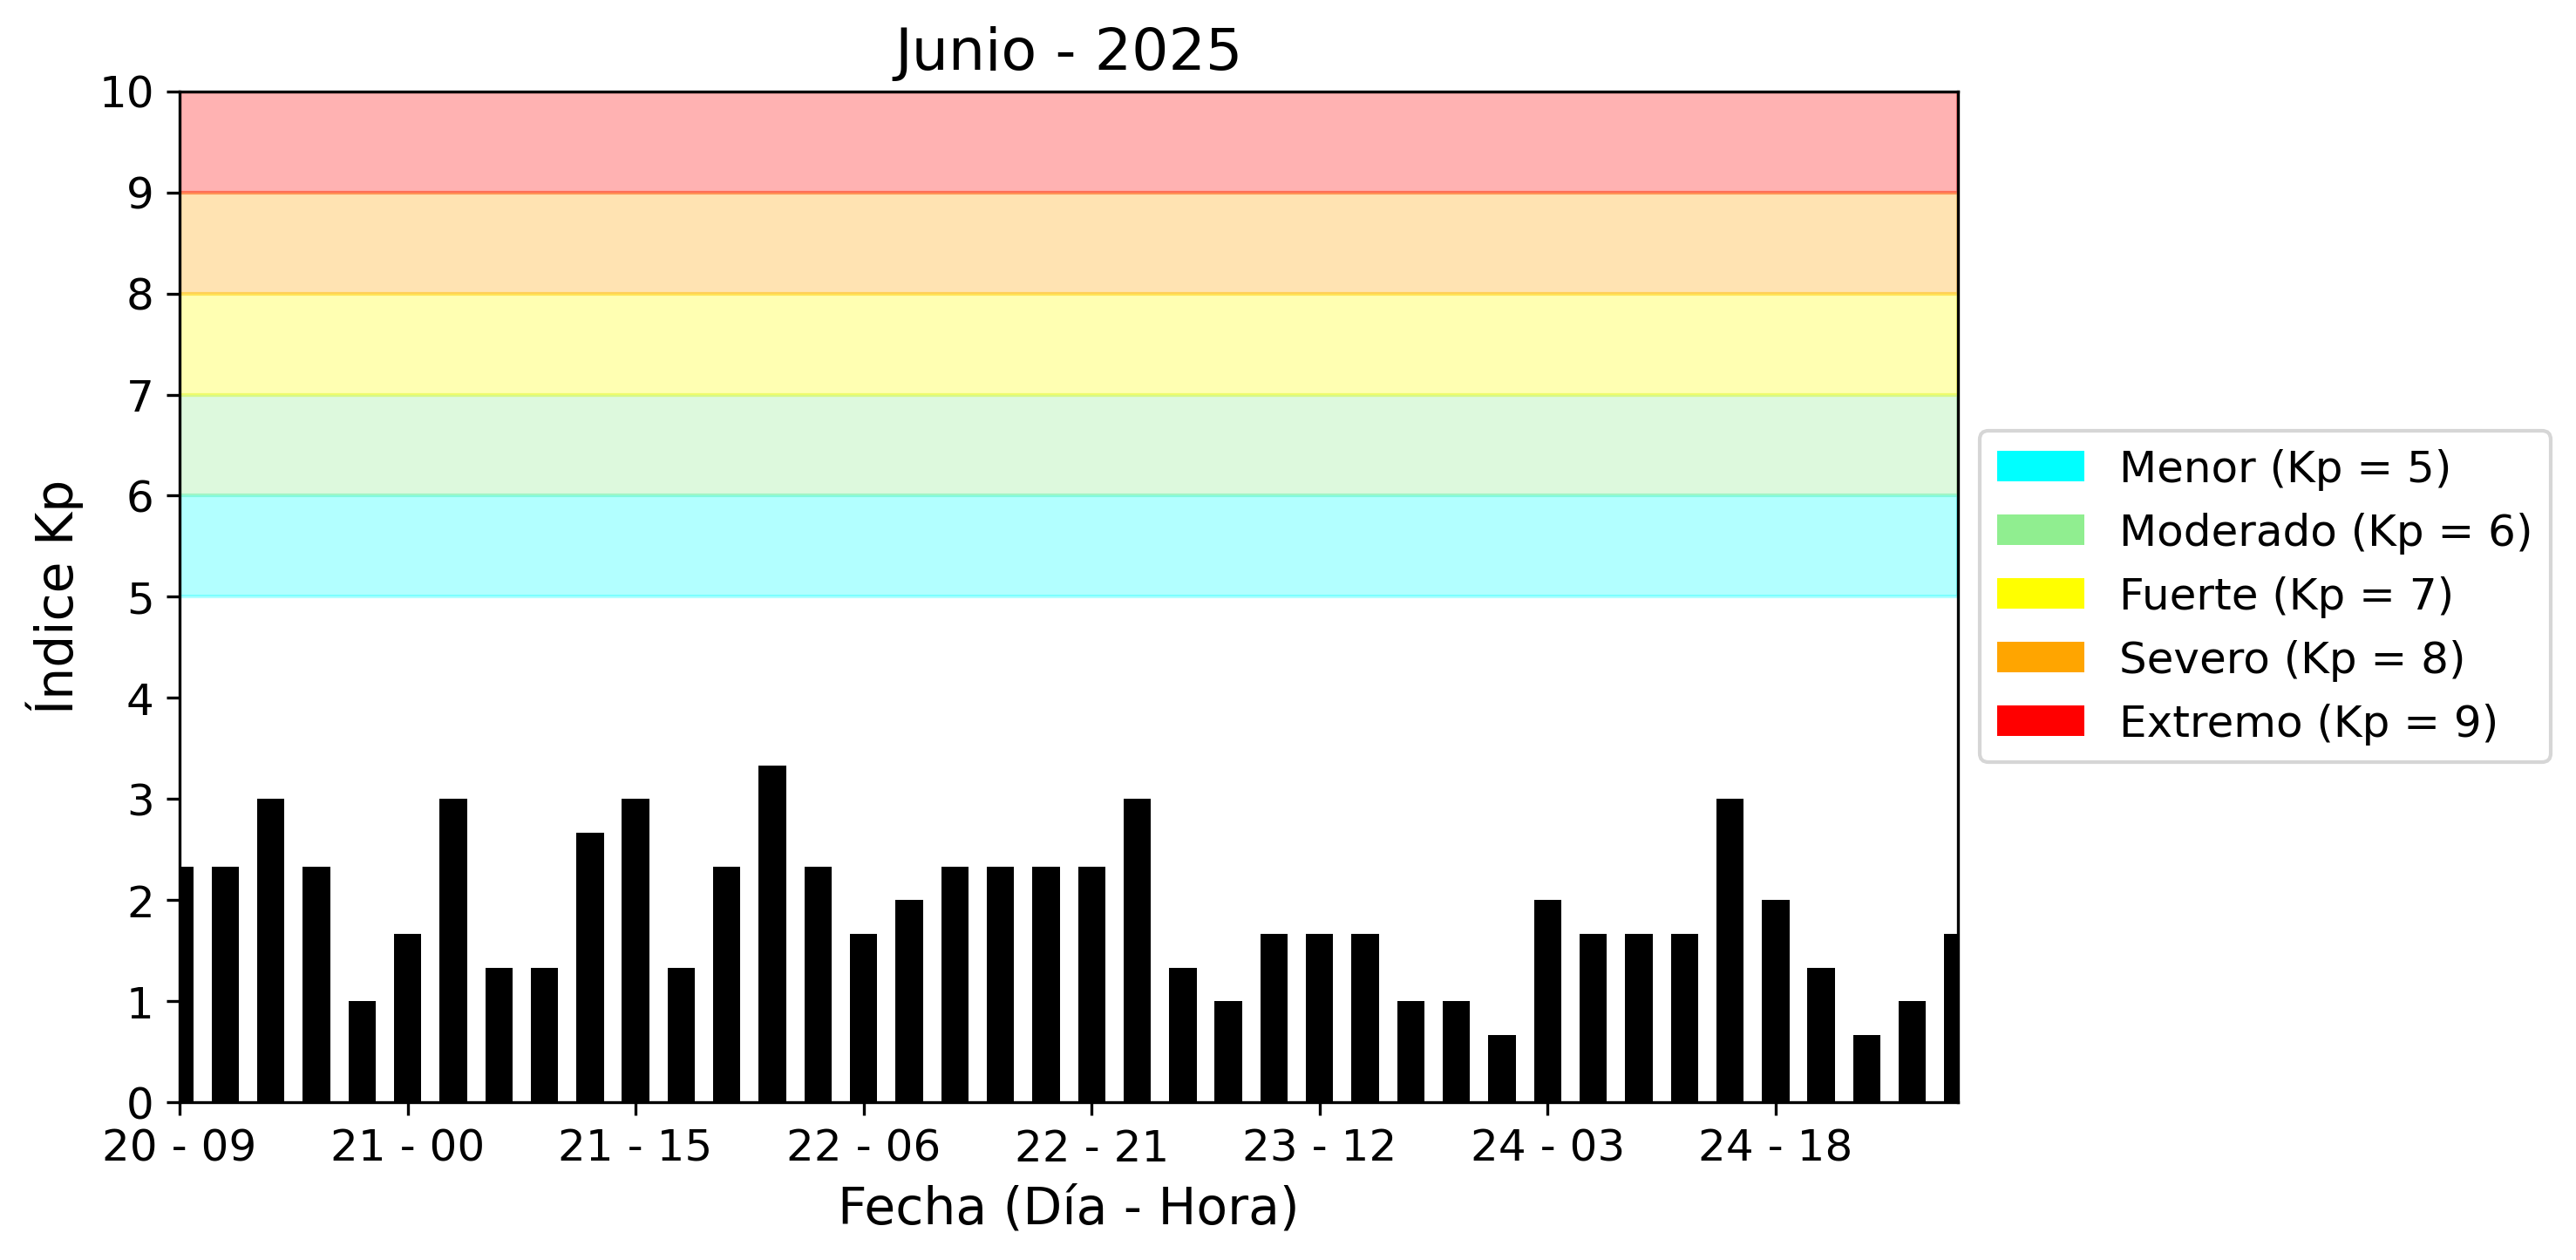 Junio - 2025
10
9
8
7
6
5
4
3
2
1
0
Índice Kp
20 - 09 21 - 00 21 - 15 22 - 06 22 - 21 23 - 12 24 - 03 24 - 18
Fecha (Día - Hora)
Menor (Kp = 5)
Moderado (Kp = 6)
Fuerte (Kp = 7)
Severo (Kp = 8)
Extremo (Kp = 9)